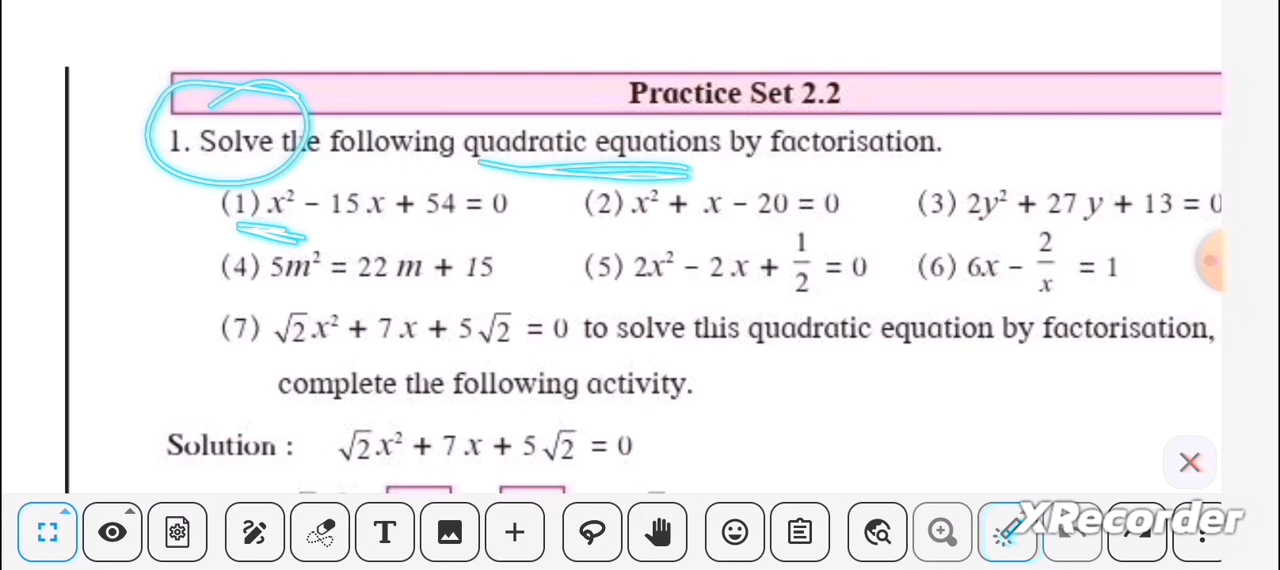 Practice Set 2.2
1. Solve the following quadratic equations by factorisation.
(1) x² – 15 x + 54 = 0 (2) x² + x – 20 = 0 (3) 2y² + 27 y + 13 = 0
(4) 5m² = 22 m + 15 (5) 2x² – 2 x + 1/2 = 0 (6) 6x – 2/x = 1
(7) √2 x² + 7 x + 5 √2 = 0 to solve this quadratic equation by factorisation,
complete the following activity.
Solution : √2 x² + 7 x + 5 √2 = 0
T
XRecorder